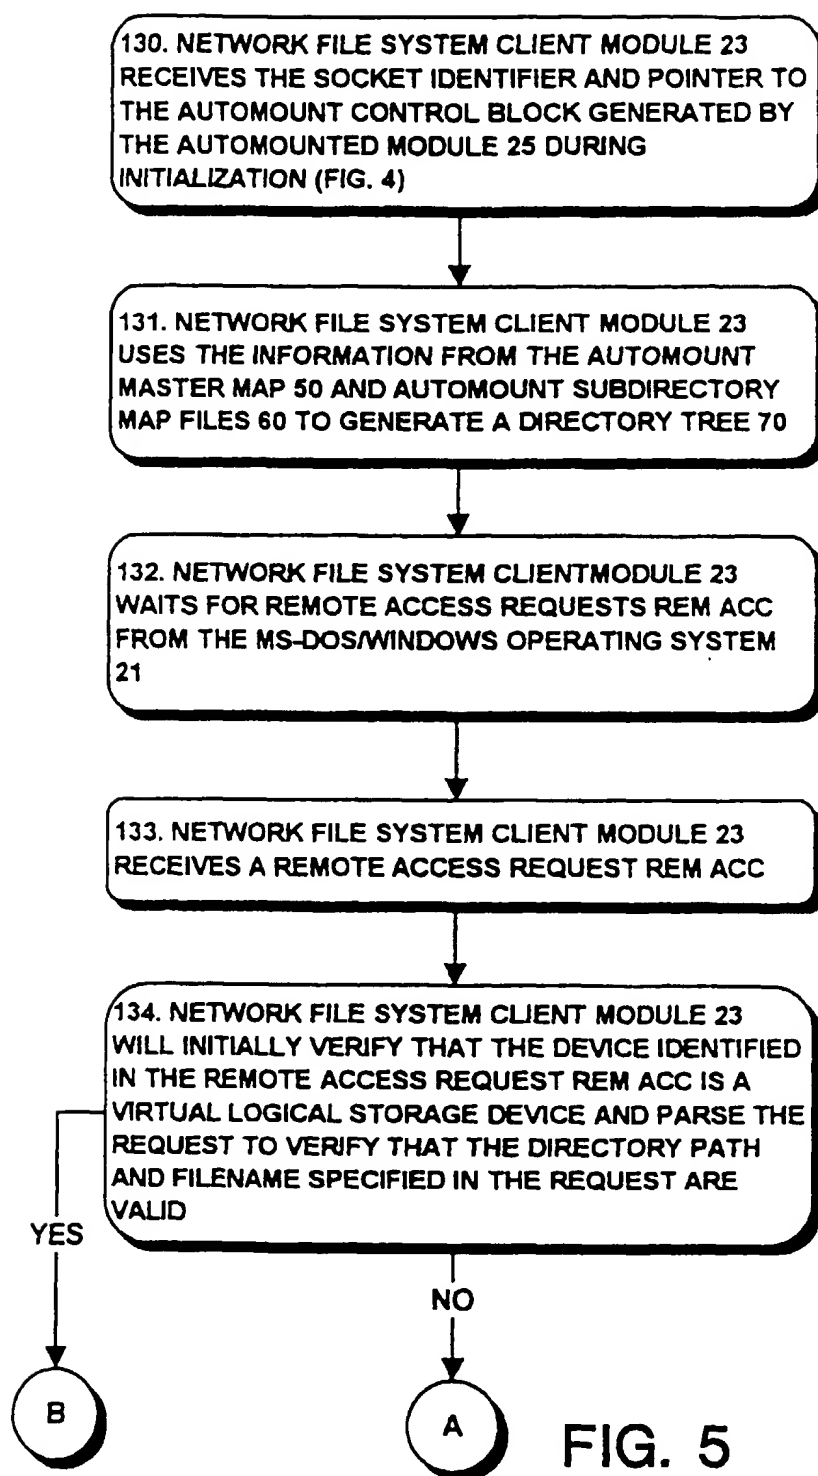 130. NETWORK FILE SYSTEM CLIENT MODULE 23
RECEIVES THE SOCKET IDENTIFIER AND POINTER TO
THE AUTOMOUNT CONTROL BLOCK GENERATED BY
THE AUTOMOUNTED MODULE 25 DURING
INITIALIZATION (FIG. 4)
131. NETWORK FILE SYSTEM CLIENT MODULE 23
USES THE INFORMATION FROM THE AUTOMOUNT
MASTER MAP 50 AND AUTOMOUNT SUBDIRECTORY
MAP FILES 60 TO GENERATE A DIRECTORY TREE 70
132. NETWORK FILE SYSTEM CLIENTMODULE 23
WAITS FOR REMOTE ACCESS REQUESTS REM ACC
FROM THE MS-DOS/WINDOWS OPERATING SYSTEM
21
133. NETWORK FILE SYSTEM CLIENT MODULE 23
RECEIVES A REMOTE ACCESS REQUEST REM ACC
134. NETWORK FILE SYSTEM CLIENT MODULE 23
WILL INITIALLY VERIFY THAT THE DEVICE IDENTIFIED
IN THE REMOTE ACCESS REQUEST REM ACC IS A
VIRTUAL LOGICAL STORAGE DEVICE AND PARSE THE
REQUEST TO VERIFY THAT THE DIRECTORY PATH
AND FILENAME SPECIFIED IN THE REQUEST ARE
VALID
YES
NO
B
A
FIG. 5